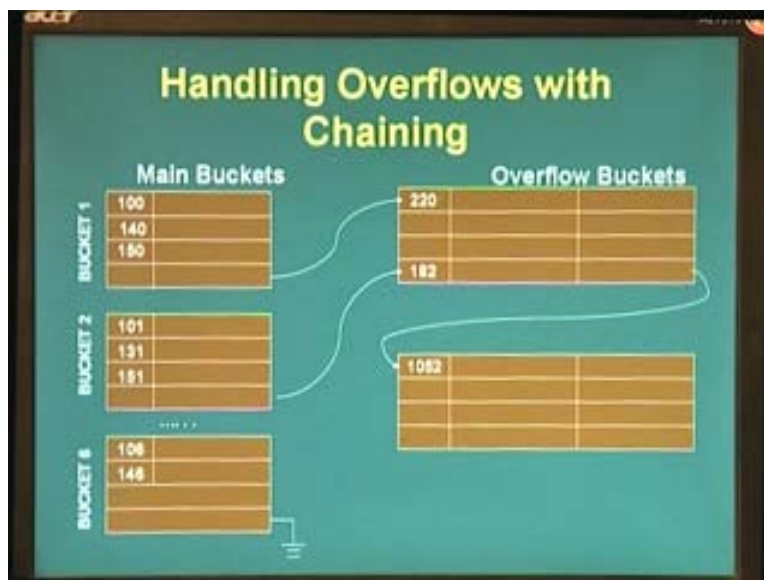 acer
Handling Overflows with
Chaining
Main Buckets
Overflow Buckets
BUCKET 1
100
140
150
220
182
BUCKET 2
101
131
151
1052
......
BUCKET 6
106
146